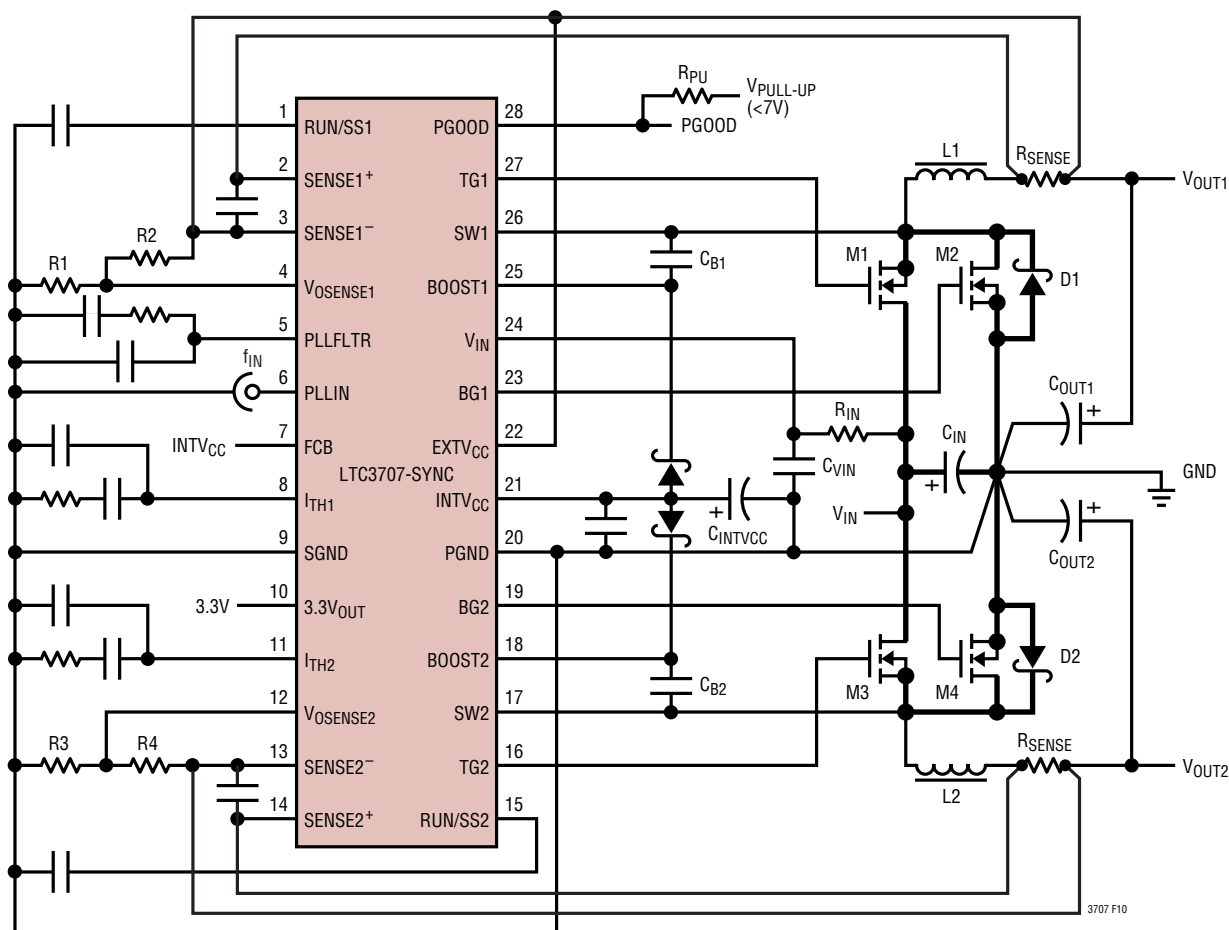 RPU
VPULL-UP
(<7V)
PGOOD
1
RUN/SS1
PGOOD
28
2
SENSE1+
TG1
27
3
SENSE1−
SW1
26
4
VOSENSE1
BOOST1
25
5
PLLFLTR
VIN
24
6
PLLIN
BG1
23
7
FCB
EXTVCC
22
LTC3707-SYNC
8
ITH1
INTVCC
21
9
SGND
PGND
20
10
3.3VOUT
BG2
19
11
ITH2
BOOST2
18
12
VOSENSE2
SW2
17
13
SENSE2−
TG2
16
14
SENSE2+
RUN/SS2
15
R2
R1
fIN
INTVCC
3.3V
R3
R4
L1
RSENSE
VOUT1
CB1
M1
M2
D1
RIN
COUT1
+
CVIN
CIN
+
GND
+
CINTVCC
VIN
+
COUT2
CB2
M3
M4
D2
L2
RSENSE
VOUT2
3707 F10